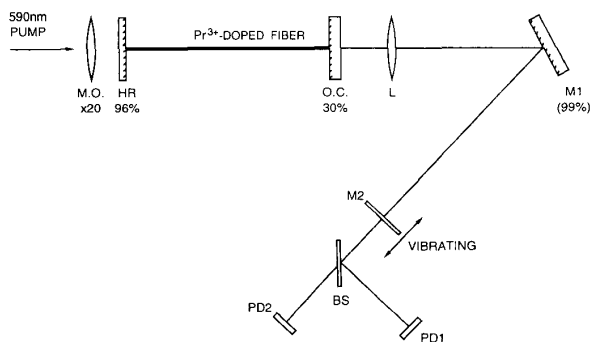 590nm
PUMP
Pr³⁺-DOPED FIBER
M.O.
x20
HR
96%
O.C.
30%
L
M1
(99%)
M2
VIBRATING
BS
PD2
PD1